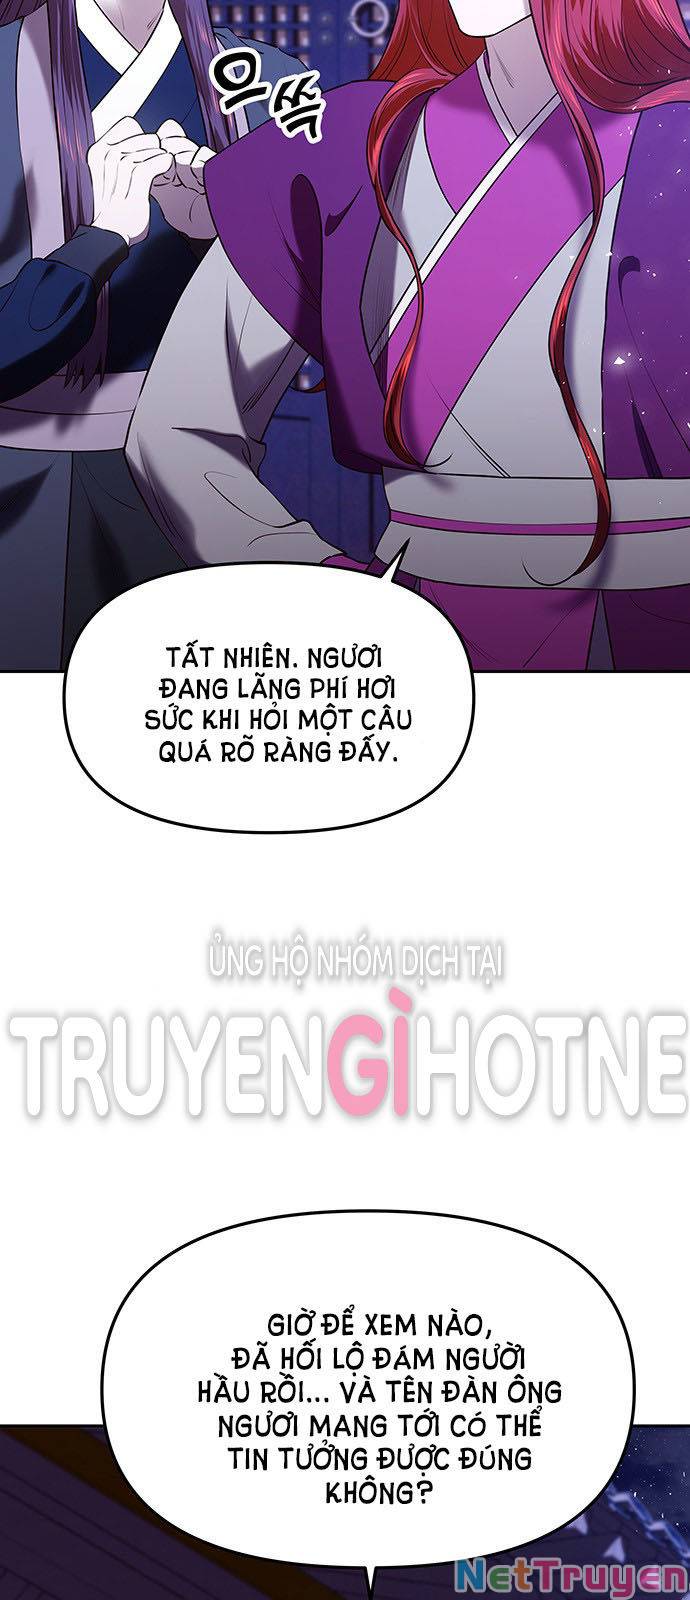 으쓱
TẤT NHIÊN. NGƯƠI
ĐANG LÃNG PHÍ HƠI
SỨC KHI HỎI MỘT CÂU
QUÁ RÕ RÀNG ĐẤY.
ỦNG HỘ NHÓM DỊCH TẠI
TRUYENGIHOTNE
GIỜ ĐỂ XEM NÀO,
ĐÃ HỐI LỘ ĐÁM NGƯỜI
HẦU RỒI... VÀ TÊN ĐÀN ÔNG
NGƯƠI MANG TỚI CÓ THỂ
TIN TƯỞNG ĐƯỢC ĐÚNG
KHÔNG?
NetTruyen